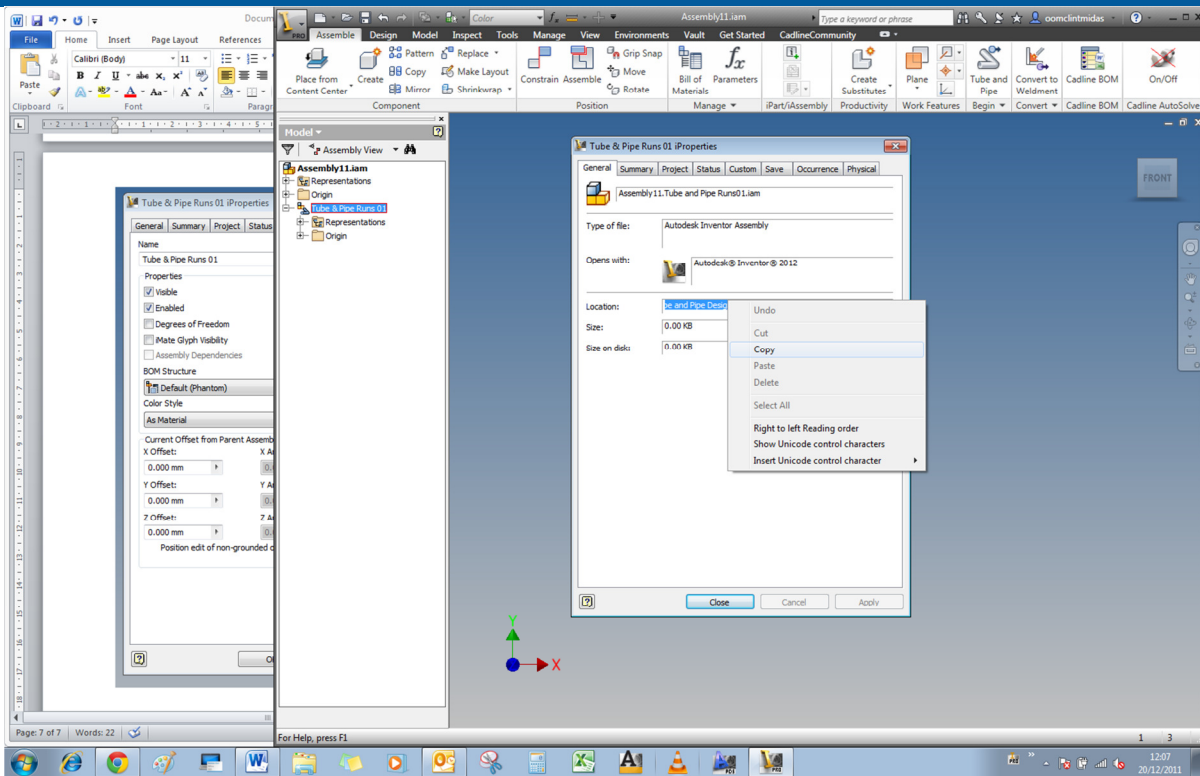 Docum
File Home Insert Page Layout References
Calibri (Body) 11
Paste
Clipboard Font Paragr
L
Tube & Pipe Runs 01 iProperties
General Summary Project Status
Name
Tube & Pipe Runs 01
Properties
Visible
Enabled
Degrees of Freedom
iMate Glyph Visibility
Assembly Dependencies
BOM Structure
Default (Phantom)
Color Style
As Material
Current Offset from Parent Assemb
X Offset: X A
0.000 mm 0.
Y Offset: Y A
0.000 mm 0.
Z Offset: Z A
0.000 mm 0.
Position edit of non-grounded
Page: 7 of 7 Words: 22
PRO
Color
Assembly11.iam
Type a keyword or phrase
oomclintmidas
Assemble Design Model Inspect Tools Manage View Environments Vault Get Started CadlineCommunity
Place from Content Center
Create
Pattern
Copy
Mirror
Replace
Make Layout
Shrinkwrap
Constrain
Assemble
Grip Snap
Move
Rotate
Bill of Materials
Parameters
Create Substitutes
Plane
Tube and Pipe
Convert to Weldment
Cadline BOM
On/Off
Component Position Manage iPart/iAssembly Productivity Work Features Begin Convert Cadline BOM Cadline AutoSolve
Model
Assembly View
Assembly11.iam
Representations
Origin
Tube & Pipe Runs 01
Representations
Origin
Tube & Pipe Runs 01 iProperties
General Summary Project Status Custom Save Occurrence Physical
Assembly11.Tube and Pipe Runs01.iam
Type of file: Autodesk Inventor Assembly
Opens with: Autodesk® Inventor® 2012
Location: pe and Pipe Desig
Size: 0.00 KB
Size on disk: 0.00 KB
Undo
Cut
Copy
Paste
Delete
Select All
Right to left Reading order
Show Unicode control characters
Insert Unicode control character
Close Cancel Apply
FRONT
Y
X
For Help, press F1
1 3
12:07
20/12/2011